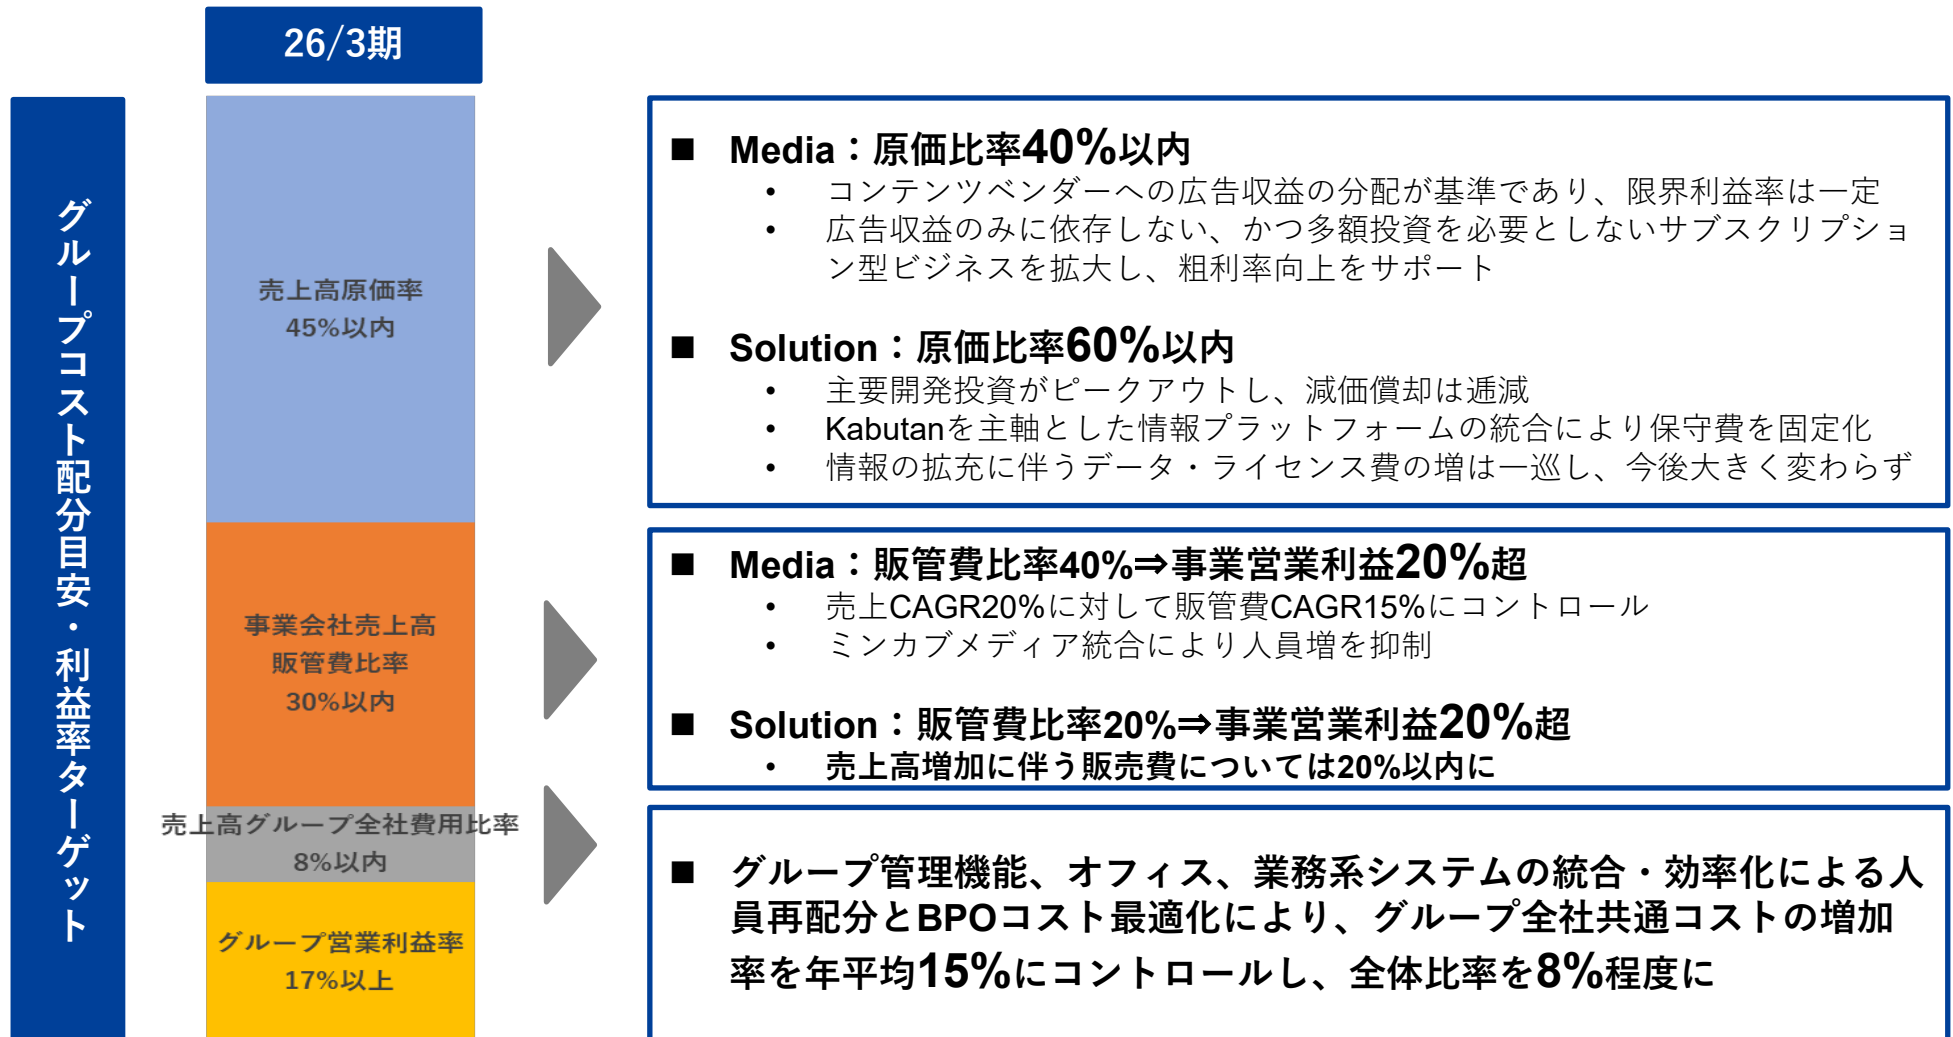 26/3期
グループコスト配分目安・利益率ターゲット
売上高原価率
45%以内
事業会社売上高
販管費比率
30%以内
売上高グループ全社費用比率
8%以内
グループ営業利益率
17%以上
■ Media：原価比率40%以内
• コンテンツベンダーへの広告収益の分配が基準であり、限界利益率は一定
• 広告収益のみに依存しない、かつ多額投資を必要としないサブスクリプショ
ン型ビジネスを拡大し、粗利率向上をサポート
■ Solution：原価比率60%以内
• 主要開発投資がピークアウトし、減価償却は逓減
• Kabutanを主軸とした情報プラットフォームの統合により保守費を固定化
• 情報の拡充に伴うデータ・ライセンス費の増は一巡し、今後大きく変わらず
■ Media：販管費比率40%⇒事業営業利益20%超
• 売上CAGR20%に対して販管費CAGR15%にコントロール
• ミンカブメディア統合により人員増を抑制
■ Solution：販管費比率20%⇒事業営業利益20%超
• 売上高増加に伴う販売費については20%以内に
■ グループ管理機能、オフィス、業務系システムの統合・効率化による人
員再配分とBPOコスト最適化により、グループ全社共通コストの増加
率を年平均15%にコントロールし、全体比率を8%程度に